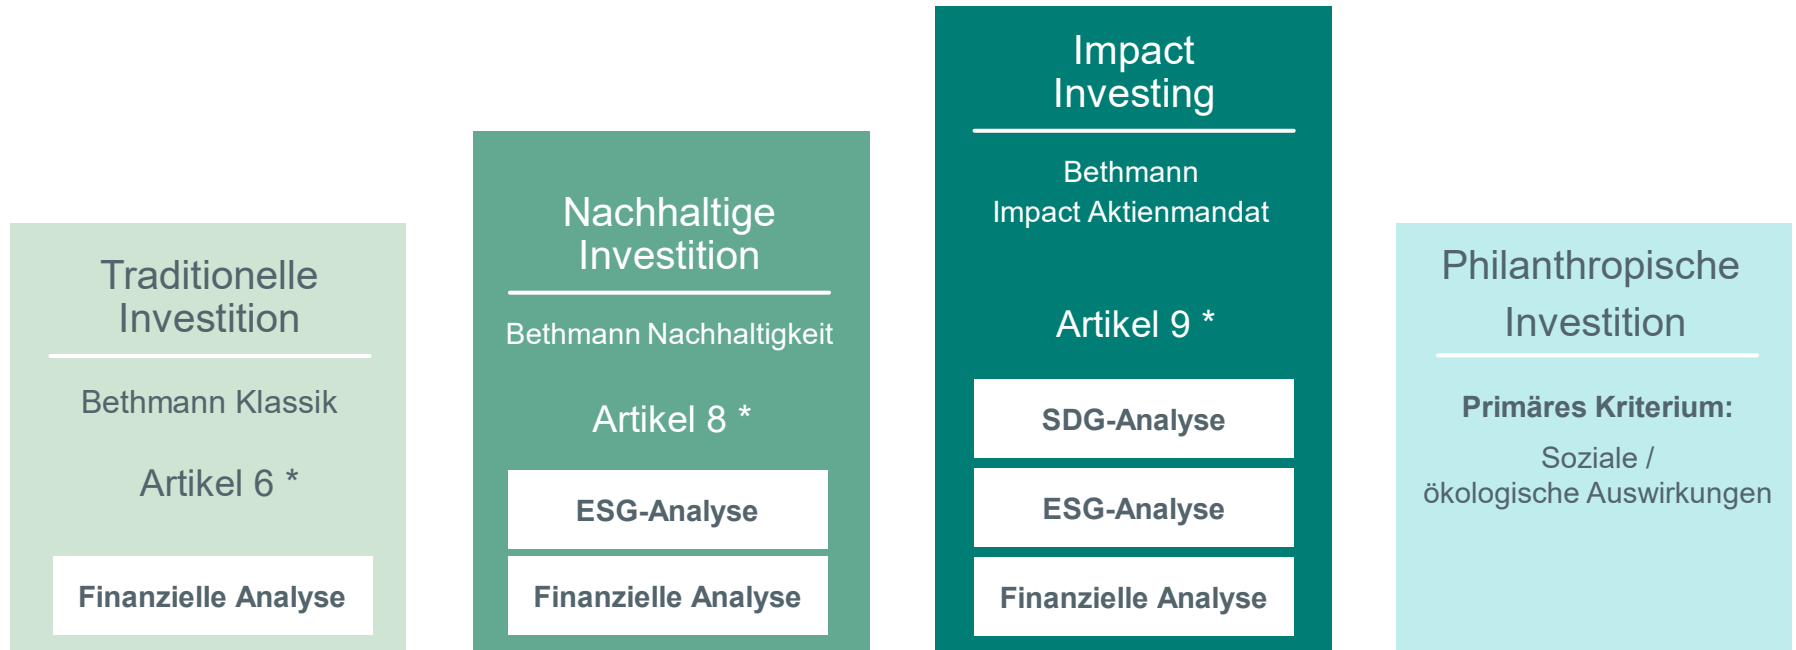 Traditionelle
Investition
Bethmann Klassik
Artikel 6 *
Finanzielle Analyse
Nachhaltige
Investition
Bethmann Nachhaltigkeit
Artikel 8 *
ESG-Analyse
Finanzielle Analyse
Impact
Investing
Bethmann
Impact Aktienmandat
Artikel 9 *
SDG-Analyse
ESG-Analyse
Finanzielle Analyse
Philanthropische
Investition
Primäres Kriterium:
Soziale /
ökologische Auswirkungen